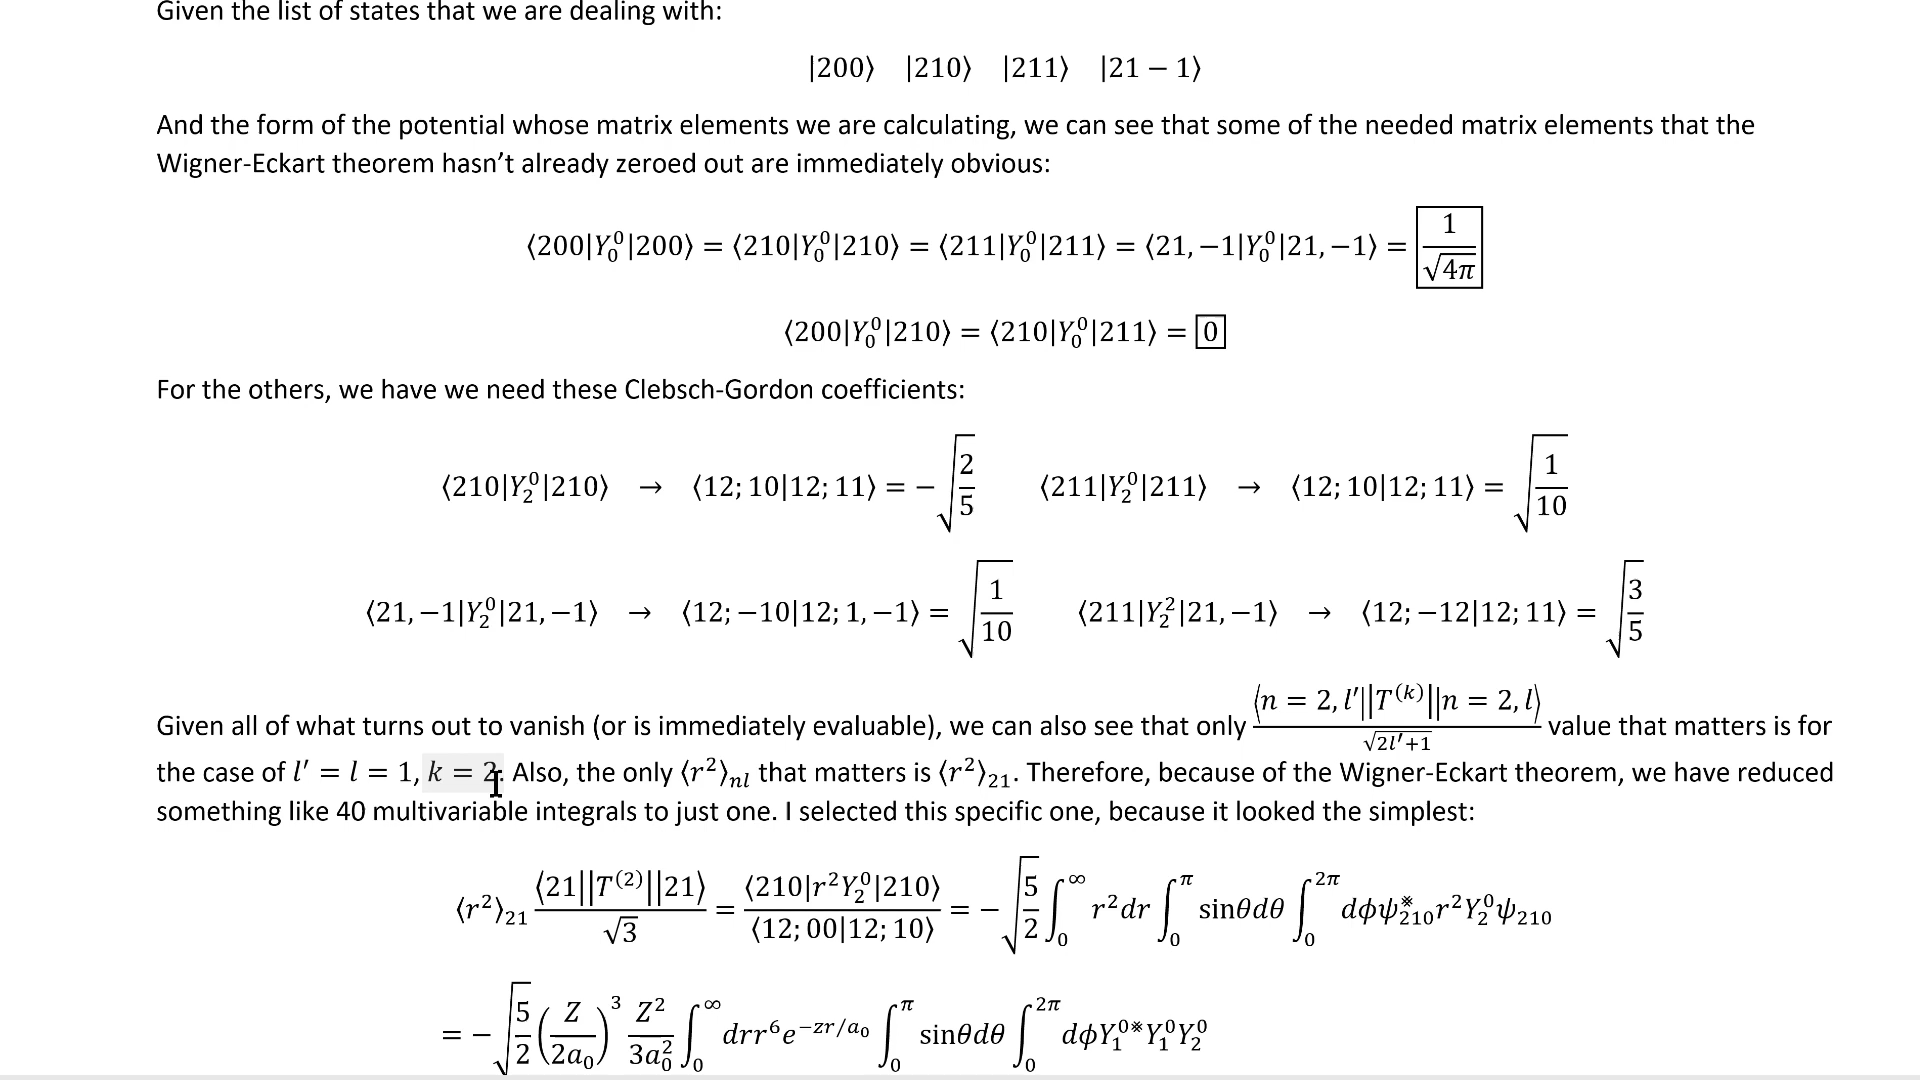 Given the list of states that we are dealing with:
|200⟩ |210⟩ |211⟩ |21 − 1⟩
And the form of the potential whose matrix elements we are calculating, we can see that some of the needed matrix elements that the
Wigner-Eckart theorem hasn't already zeroed out are immediately obvious:
⟨200|Y₀⁰|200⟩ = ⟨210|Y₀⁰|210⟩ = ⟨211|Y₀⁰|211⟩ = ⟨21, −1|Y₀⁰|21, −1⟩ = 1/√4π
⟨200|Y₀⁰|210⟩ = ⟨210|Y₀⁰|211⟩ = 0
For the others, we have we need these Clebsch-Gordon coefficients:
⟨210|Y₂⁰|210⟩ → ⟨12; 10|12; 11⟩ = −√(2/5) ⟨211|Y₂⁰|211⟩ → ⟨12; 10|12; 11⟩ = √(1/10)
⟨21, −1|Y₂⁰|21, −1⟩ → ⟨12; −10|12; 1, −1⟩ = √(1/10) ⟨211|Y₂²|21, −1⟩ → ⟨12; −12|12; 11⟩ = √(3/5)
Given all of what turns out to vanish (or is immediately evaluable), we can also see that only ⟨n = 2, l′||T⁽ᵏ⁾||n = 2, l⟩/√2l′+1 value that matters is for
the case of l′ = l = 1, k = 2. Also, the only ⟨r²⟩ₙₗ that matters is ⟨r²⟩₂₁. Therefore, because of the Wigner-Eckart theorem, we have reduced
something like 40 multivariable integrals to just one. I selected this specific one, because it looked the simplest:
⟨r²⟩₂₁ ⟨21||T⁽²⁾||21⟩/√3 = ⟨210|r²Y₂⁰|210⟩/⟨12; 00|12; 10⟩ = −√(5/2) ∫₀^∞ r²dr ∫₀^π sinθdθ ∫₀^2π dϕψ*₂₁₀r²Y₂⁰ψ₂₁₀
= −√(5/2) (Z/2a₀)³ Z²/3a₀² ∫₀^∞ drr⁶e^(−zr/a₀) ∫₀^π sinθdθ ∫₀^2π dϕY₁⁰*Y₁⁰Y₂⁰